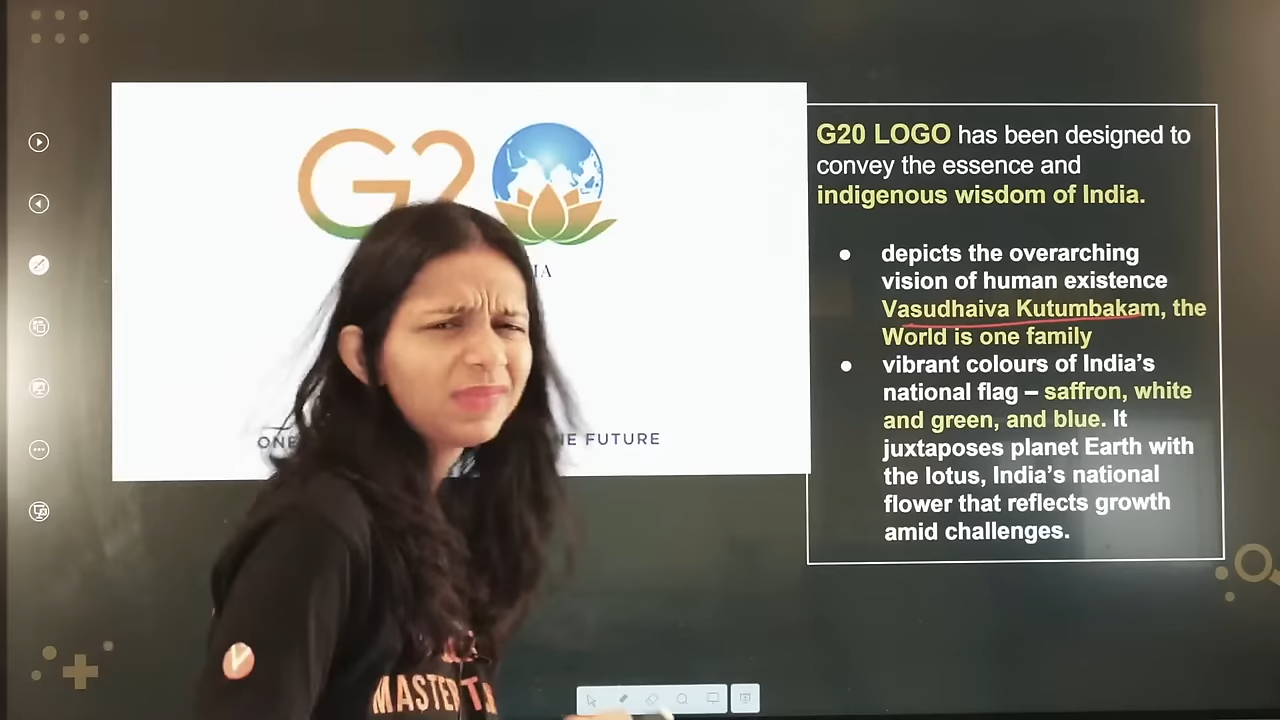 G20
ONE
NE FUTURE
G20 LOGO has been designed to
convey the essence and
indigenous wisdom of India.
● depicts the overarching
vision of human existence
Vasudhaiva Kutumbakam, the
World is one family
● vibrant colours of India’s
national flag – saffron, white
and green, and blue. It
juxtaposes planet Earth with
the lotus, India’s national
flower that reflects growth
amid challenges.
MASTER